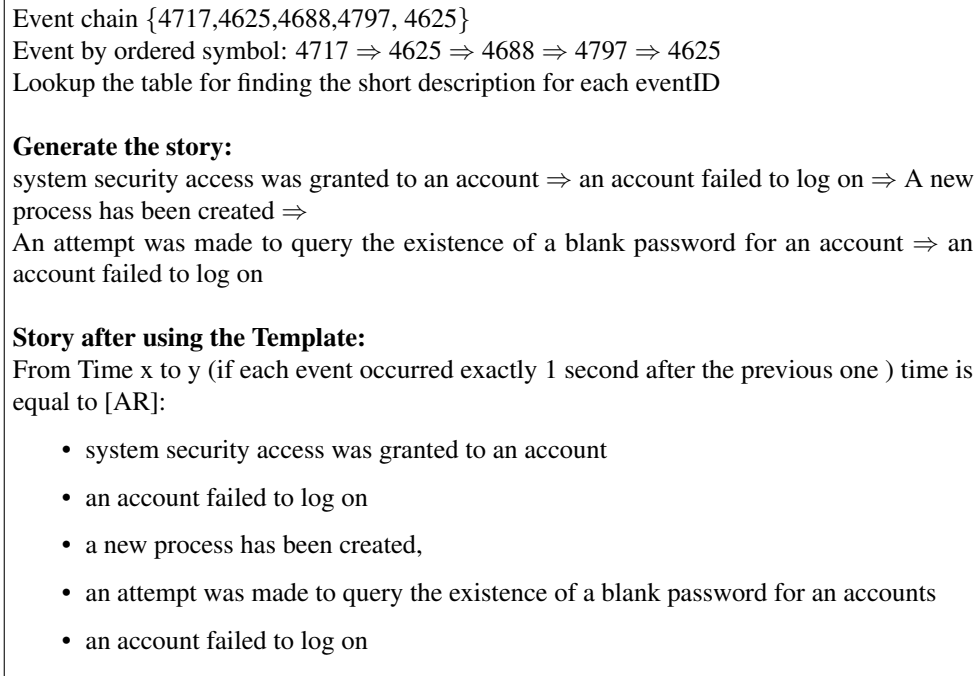 Event chain {4717,4625,4688,4797, 4625}
Event by ordered symbol: 4717 ⇒ 4625 ⇒ 4688 ⇒ 4797 ⇒ 4625
Lookup the table for finding the short description for each eventID
Generate the story:
system security access was granted to an account ⇒ an account failed to log on ⇒ A new
process has been created ⇒
An attempt was made to query the existence of a blank password for an account ⇒ an
account failed to log on
Story after using the Template:
From Time x to y (if each event occurred exactly 1 second after the previous one ) time is
equal to [AR]:
• system security access was granted to an account
• an account failed to log on
• a new process has been created,
• an attempt was made to query the existence of a blank password for an accounts
• an account failed to log on